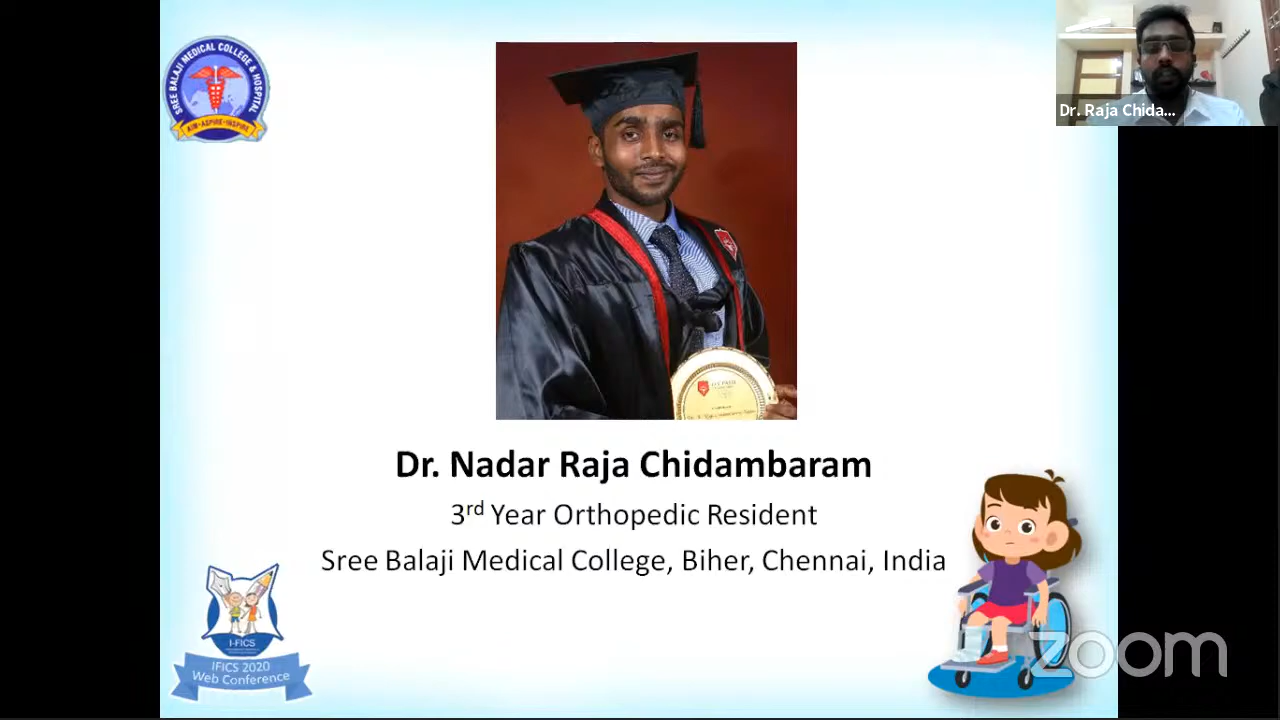 SREE BALAJI MEDICAL COLLEGE & HOSPITAL
AIM-ASPIRE-INSPIRE
Dr. Raja Chida...
Dr. Nadar Raja Chidambaram
3rd Year Orthopedic Resident
Sree Balaji Medical College, Biher, Chennai, India
I-FICS
IFICS 2020
Web Conference
zoom